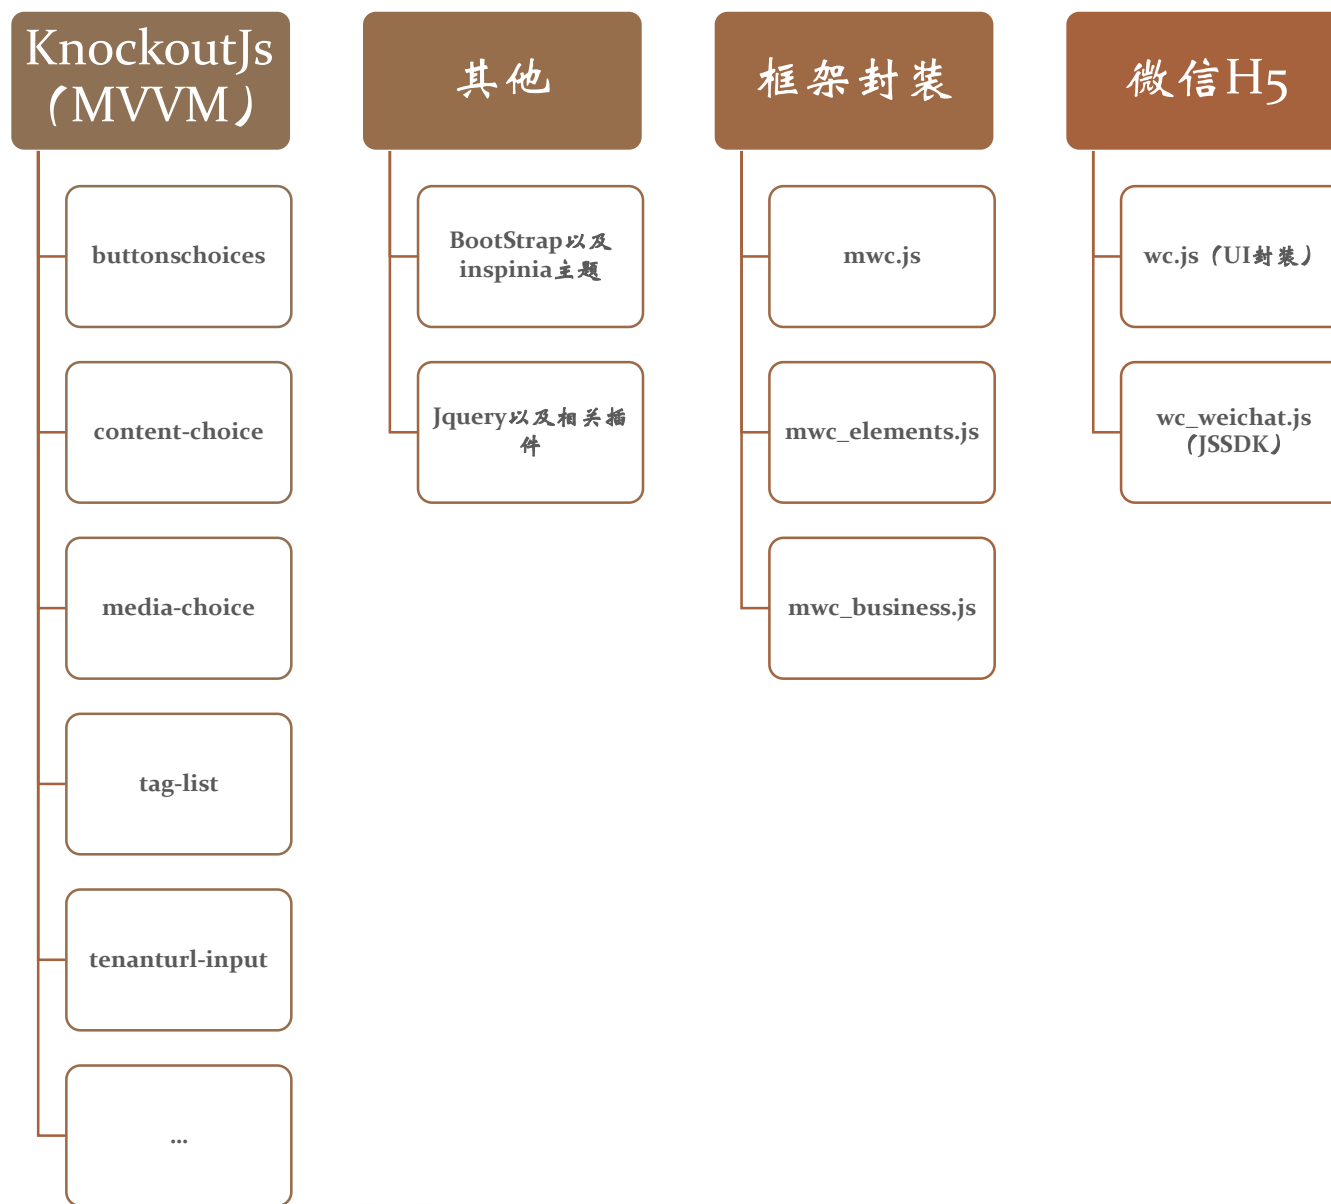 KnockoutJs
（MVVM）
buttonschoices
content-choice
media-choice
tag-list
tenanturl-input
...
其他
BootStrap以及
inspinia主题
Jquery以及相关插
件
框架封装
mwc.js
mwc_elements.js
mwc_business.js
微信H5
wc.js（UI封装）
wc_weichat.js
（JSSDK）